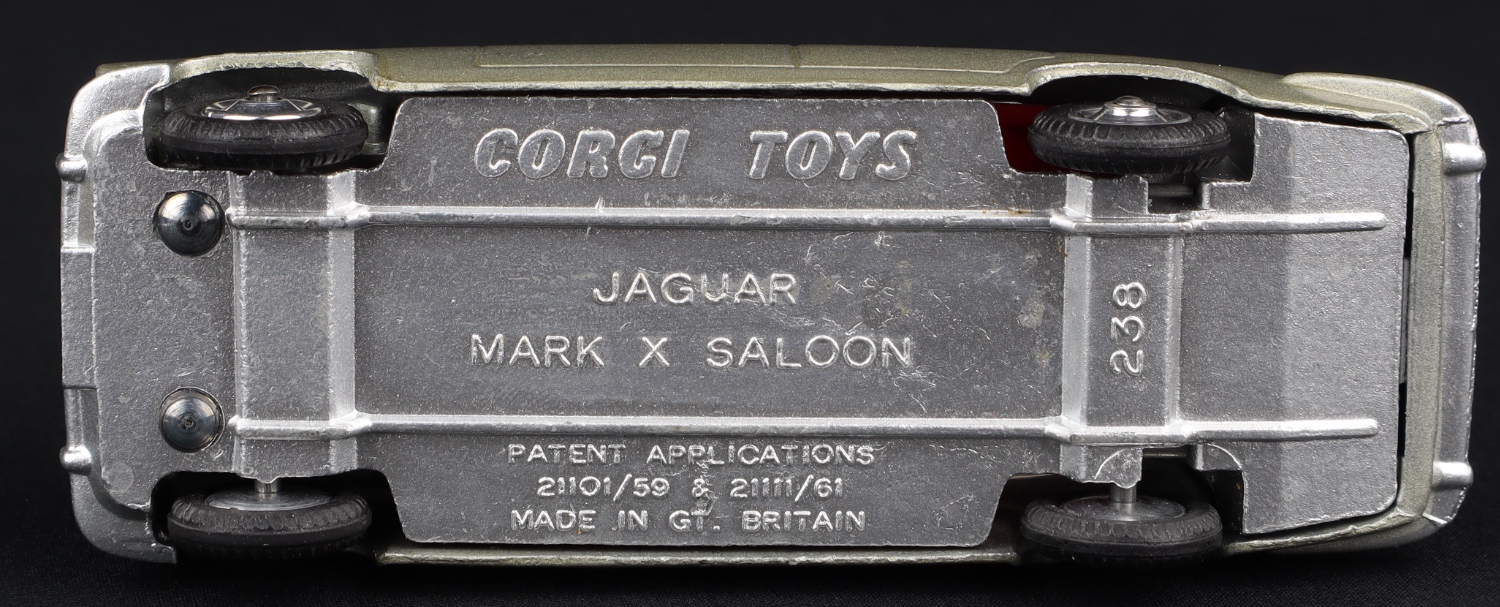 CORGI TOYS
JAGUAR
MARK X SALOON
238
PATENT APPLICATIONS
21101/59 & 21111/61
MADE IN GT. BRITAIN